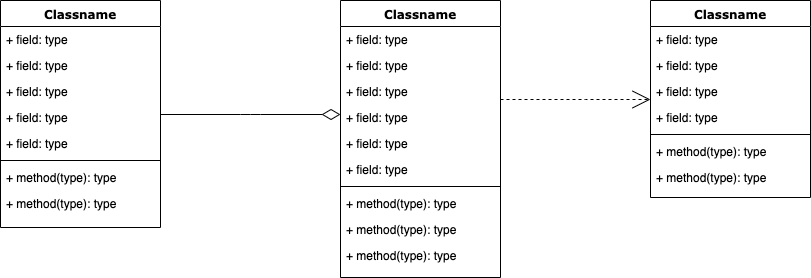 Classname
+ field: type
+ field: type
+ field: type
+ field: type
+ field: type
+ method(type): type
+ method(type): type
Classname
+ field: type
+ field: type
+ field: type
+ field: type
+ field: type
+ field: type
+ method(type): type
+ method(type): type
+ method(type): type
Classname
+ field: type
+ field: type
+ field: type
+ field: type
+ method(type): type
+ method(type): type